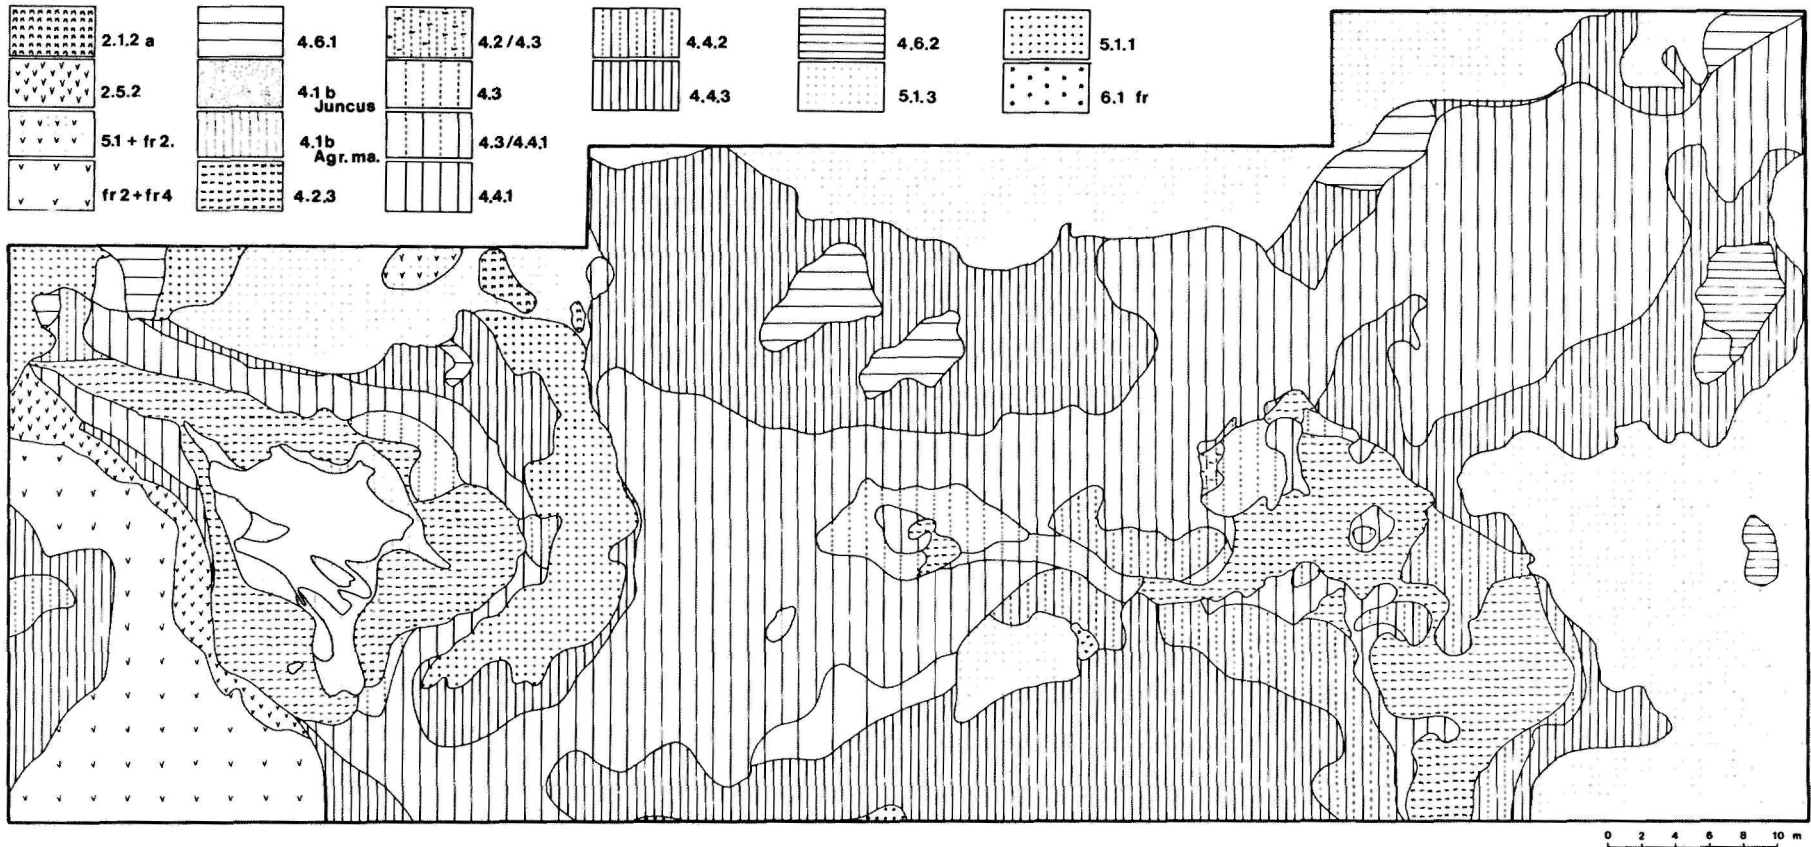 2.1.2 a
2.5.2
5.1 + fr 2.
fr 2 + fr 4
4.6.1
4.1 b
Juncus
4.1b
Agr. ma.
4.2.3
4.2 / 4.3
4.3
4.3/4.4.1
4.4.1
4.4.2
4.4.3
4.6.2
5.1.3
5.1.1
6.1 fr
0 2 4 6 8 10 m